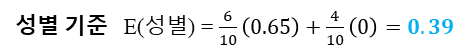 성별 기준 E(성별) = 6/10 (0.65) + 4/10 (0) = 0.39